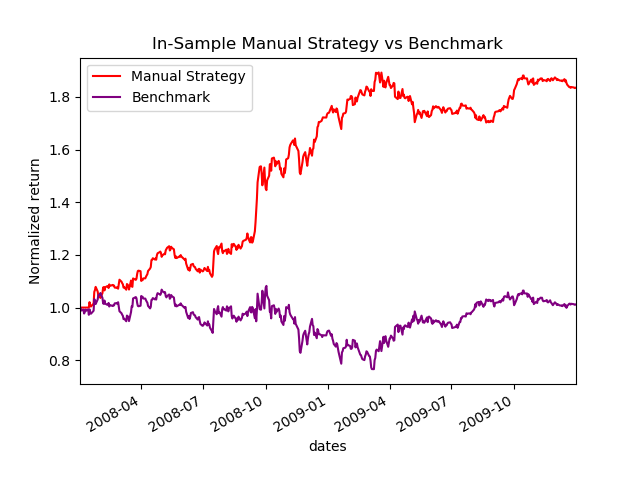 In-Sample Manual Strategy vs Benchmark
Manual Strategy
Benchmark
Normalized return
1.8
1.6
1.4
1.2
1.0
0.8
2008-04
2008-07
2008-10
2009-01
2009-04
2009-07
2009-10
dates